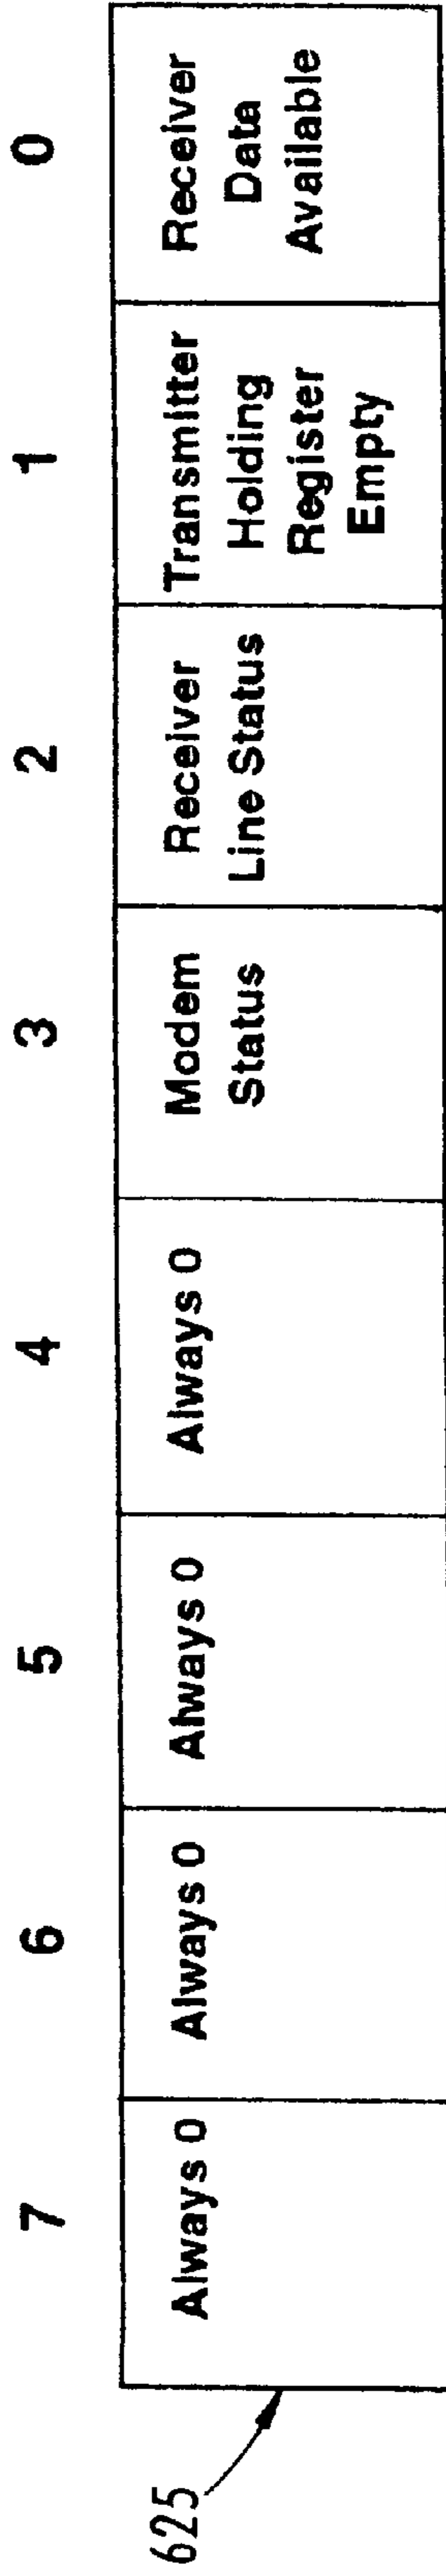 7 6 5 4 3 2 1 0
Always 0
Always 0
Always 0
Always 0
Modem
Status
Receiver
Line Status
Transmitter
Holding
Register
Empty
Receiver
Data
Available
625